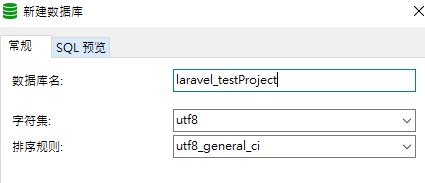 新建数据库
常规 SQL 预览
数据库名: laravel_testProject
字符集: utf8
排序规则: utf8_general_ci